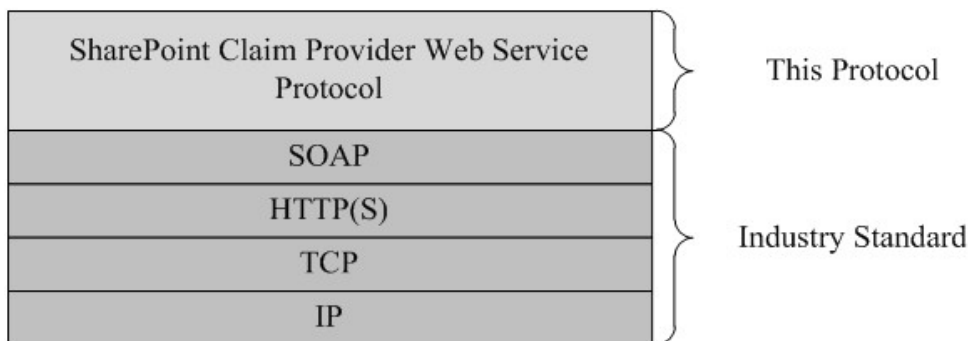 SharePoint Claim Provider Web Service
Protocol
This Protocol
SOAP
HTTP(S)
TCP
IP
Industry Standard